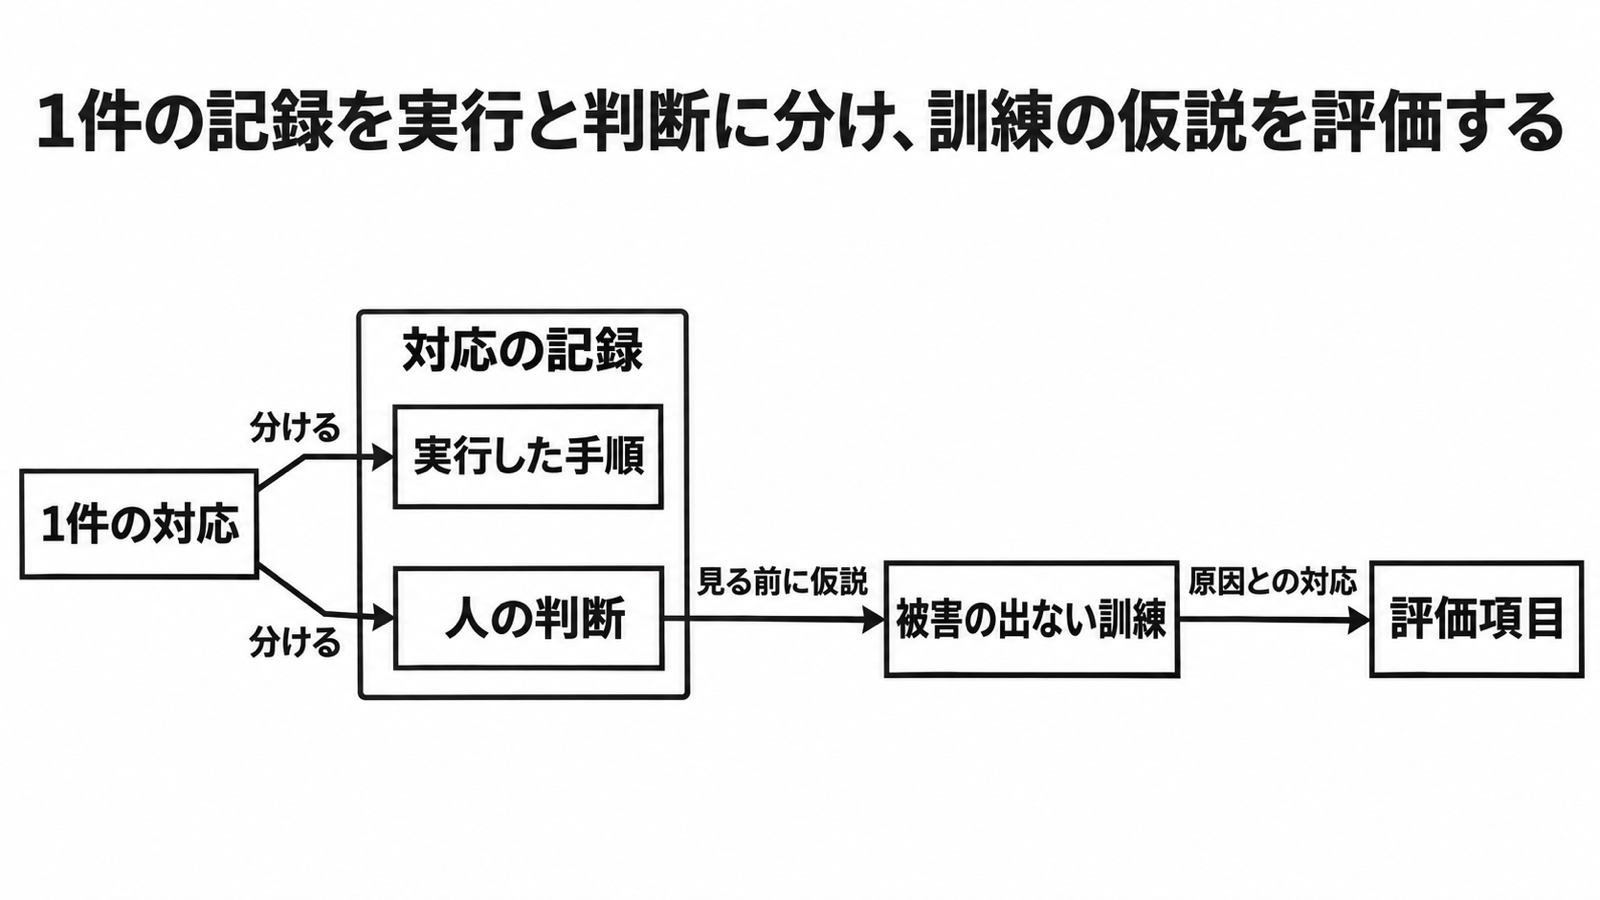 1件の記録を実行と判断に分け、訓練の仮説を評価する
対応の記録
分ける
実行した手順
1件の対応
分ける
人の判断
見る前に仮説
被害の出ない訓練
原因との対応
評価項目